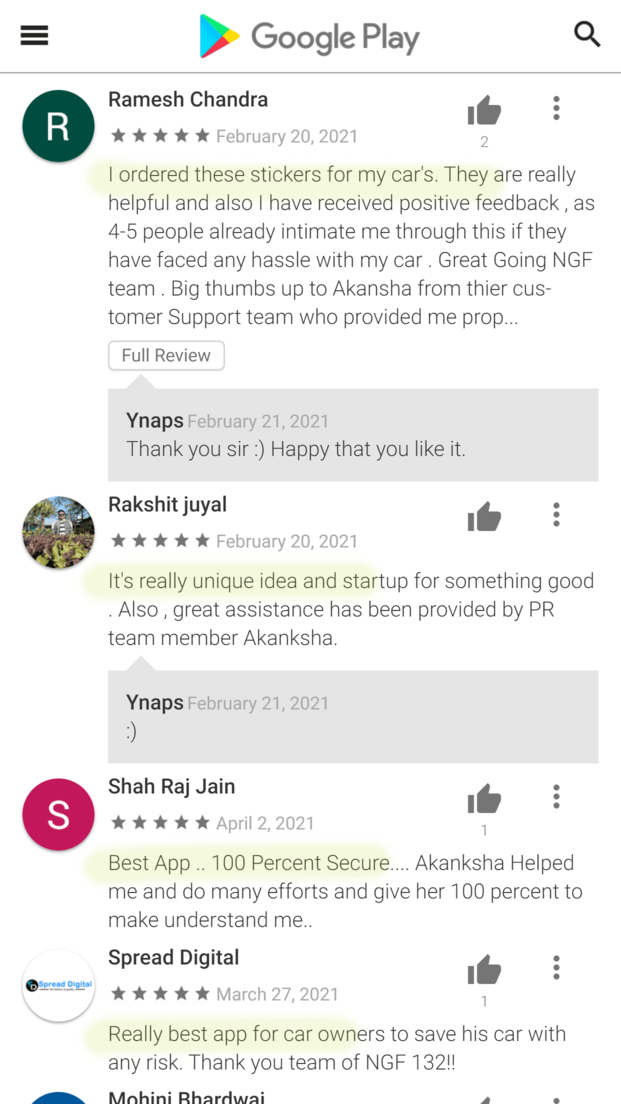 Google Play
R
Ramesh Chandra
★★★★★ February 20, 2021
2
I ordered these stickers for my car's. They are really
helpful and also I have received positive feedback , as
4-5 people already intimate me through this if they
have faced any hassle with my car . Great Going NGF
team . Big thumbs up to Akansha from thier cus-
tomer Support team who provided me prop...
Full Review
Ynaps February 21, 2021
Thank you sir :) Happy that you like it.
Rakshit juyal
★★★★★ February 20, 2021
It's really unique idea and startup for something good
. Also , great assistance has been provided by PR
team member Akanksha.
Ynaps February 21, 2021
:)
S
Shah Raj Jain
★★★★★ April 2, 2021
1
Best App .. 100 Percent Secure.... Akanksha Helped
me and do many efforts and give her 100 percent to
make understand me..
Spread Digital
Spread Digital
★★★★★ March 27, 2021
1
Really best app for car owners to save his car with
any risk. Thank you team of NGF 132!!
Mohini Bhardwaj